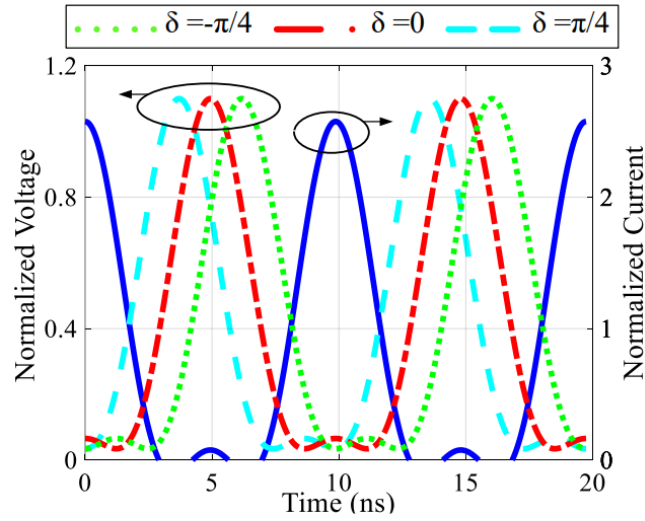 δ =-π/4 δ =0 δ =π/4
1.2 3
Normalized Voltage
0.8 2
Normalized Current
0.4 1
0 0
0 5 10 15 20
Time (ns)